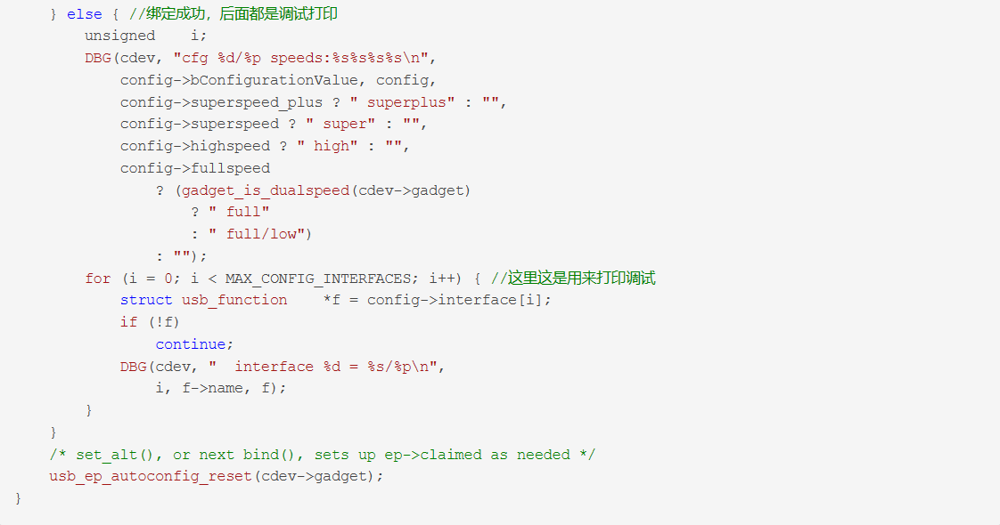 } else { //绑定成功，后面都是调试打印
unsigned    i;
DBG(cdev, "cfg %d/%p speeds:%s%s%s%s\n",
config->bConfigurationValue, config,
config->superspeed_plus ? " superplus" : "",
config->superspeed ? " super" : "",
config->highspeed ? " high" : "",
config->fullspeed
? (gadget_is_dualspeed(cdev->gadget)
? " full"
: " full/low")
: "");
for (i = 0; i < MAX_CONFIG_INTERFACES; i++) { //这里这是用来打印调试
struct usb_function    *f = config->interface[i];
if (!f)
continue;
DBG(cdev, "  interface %d = %s/%p\n",
i, f->name, f);
}
}
/* set_alt(), or next bind(), sets up ep->claimed as needed */
usb_ep_autoconfig_reset(cdev->gadget);
}